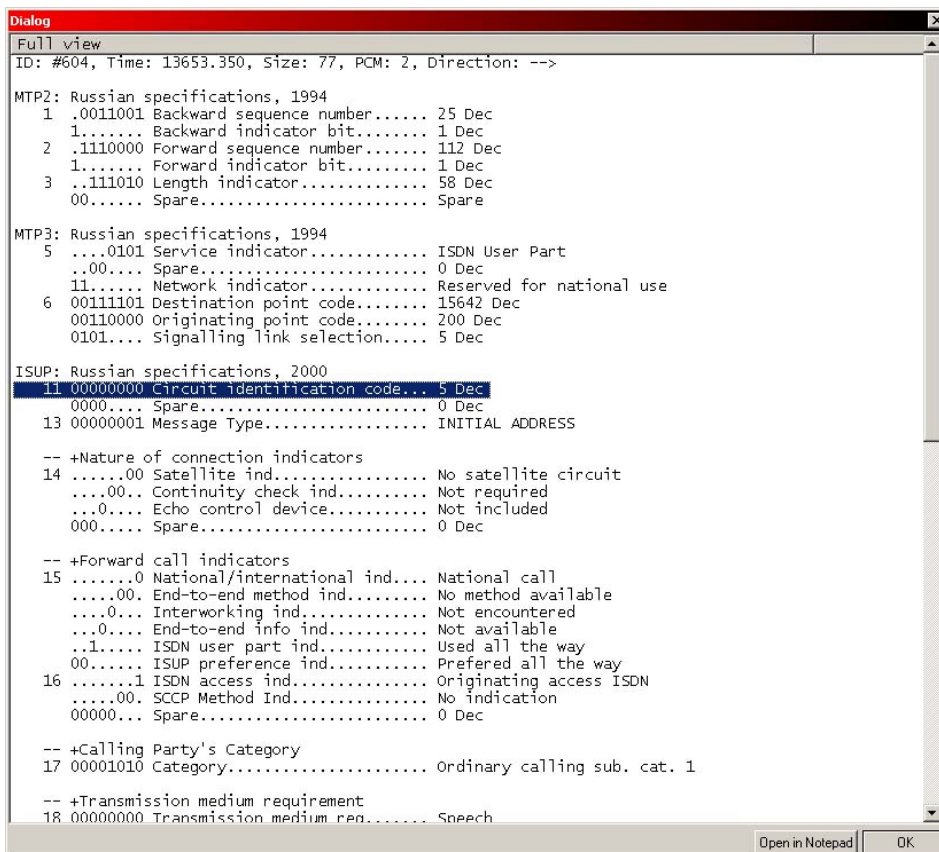 Dialog
Full view
ID: #604, Time: 13653.350, Size: 77, PCM: 2, Direction: -->
MTP2: Russian specifications, 1994
1 .0011001 Backward sequence number...... 25 Dec
1....... Backward indicator bit........ 1 Dec
2 .1110000 Forward sequence number....... 112 Dec
1....... Forward indicator bit......... 1 Dec
3 ..111010 Length indicator.............. 58 Dec
00...... Spare......................... Spare
MTP3: Russian specifications, 1994
5 ....0101 Service indicator............. ISDN User Part
..00.... Spare......................... 0 Dec
11...... Network indicator............. Reserved for national use
6 00111101 Destination point code........ 15642 Dec
00110000 Originating point code........ 200 Dec
0101.... Signalling link selection..... 5 Dec
ISUP: Russian specifications, 2000
11 00000000 Circuit identification code... 5 Dec
0000.... Spare......................... 0 Dec
13 00000001 Message Type.................. INITIAL ADDRESS
-- +Nature of connection indicators
14 ......00 Satellite ind................. No satellite circuit
....00.. Continuity check ind.......... Not required
...0.... Echo control device........... Not included
000..... Spare......................... 0 Dec
-- +Forward call indicators
15 .......0 National/international ind.... National call
.....00. End-to-end method ind......... No method available
....0... Interworking ind.............. Not encountered
...0.... End-to-end info ind........... Not available
..1..... ISDN user part ind............ Used all the way
00...... ISUP preference ind........... Prefered all the way
16 .......1 ISDN access ind............... Originating access ISDN
.....00. SCCP Method Ind............... No indication
00000... Spare......................... 0 Dec
-- +Calling Party's Category
17 00001010 Category...................... Ordinary calling sub. cat. 1
-- +Transmission medium requirement
18 00000000 Transmission medium req....... Speech
Open in Notepad OK